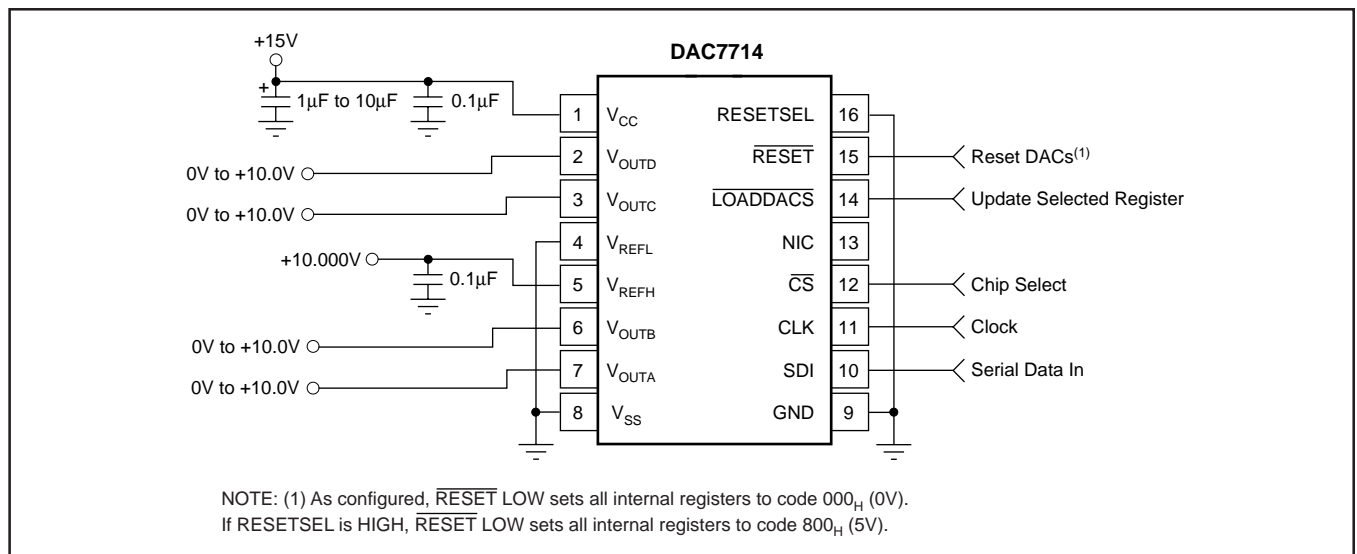 +15V
DAC7714
+
1µF to 10µF
0.1µF
1
V_CC
RESETSEL
16
0V to +10.0V
2
V_OUTD
RESET
15
Reset DACs(1)
0V to +10.0V
3
V_OUTC
LOADDACS
14
Update Selected Register
4
V_REFL
NIC
13
+10.000V
0.1µF
5
V_REFH
CS
12
Chip Select
0V to +10.0V
6
V_OUTB
CLK
11
Clock
0V to +10.0V
7
V_OUTA
SDI
10
Serial Data In
8
V_SS
GND
9
NOTE: (1) As configured, RESET LOW sets all internal registers to code 000H (0V).
If RESETSEL is HIGH, RESET LOW sets all internal registers to code 800H (5V).